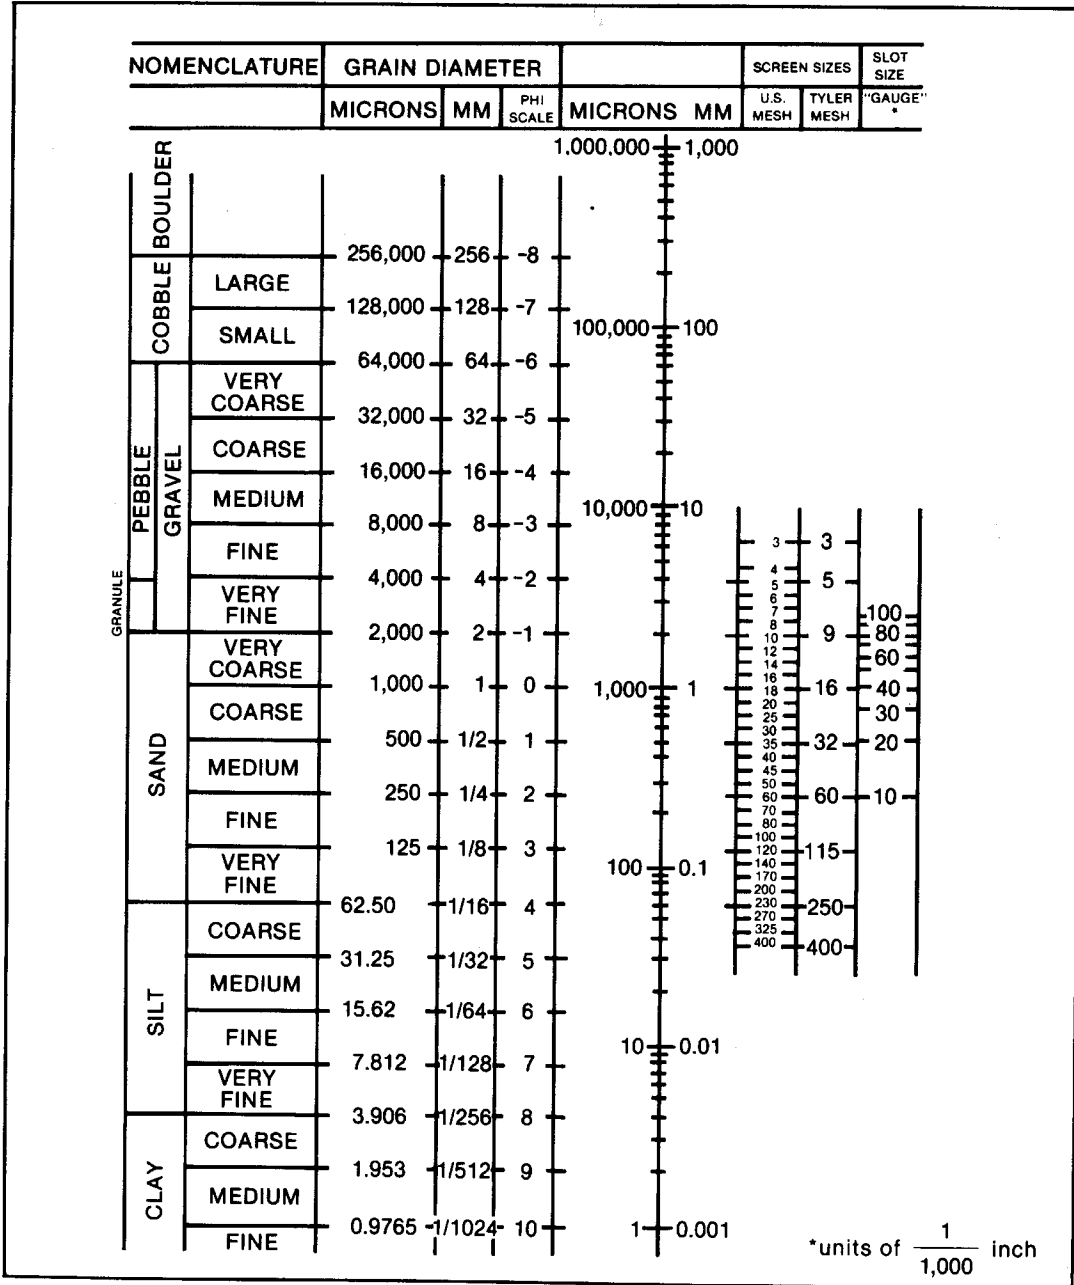 NOMENCLATURE GRAIN DIAMETER SCREEN SIZES SLOT SIZE
MICRONS MM PHI SCALE MICRONS MM U.S. MESH TYLER MESH "GAUGE" *
1.000.000 1,000
BOULDER
256,000 256 -8
COBBLE
LARGE
128,000 128 -7
100,000 100
SMALL
64,000 64 -6
PEBBLE
GRAVEL
VERY COARSE
32,000 32 -5
COARSE
16,000 16 -4
MEDIUM
10,000 10
8,000 8 -3
3 3
FINE
4
4,000 4 -2
5 5
GRANULE
6
VERY FINE
7 100
8
2,000 2 -1
10 9 80
SAND
VERY COARSE
12
14 60
16
1,000 1 0
1,000 1
18 16 40
COARSE
20 30
25
30
500 1/2 1
35 32 20
MEDIUM
40
45
50
250 1/4 2
60 60 10
FINE
70
80
100
125 1/8 3
120 115
VERY FINE
100 0.1
140
170
200
62.50 1/16 4
230 250
SILT
COARSE
270
325
400 400
31.25 1/32 5
MEDIUM
15.62 1/64 6
FINE
10 0.01
7.812 1/128 7
VERY FINE
3.906 1/256 8
CLAY
COARSE
1.953 1/512 9
MEDIUM
0.9765 1/1024 10
1 0.001
FINE
*units of 1/1,000 inch